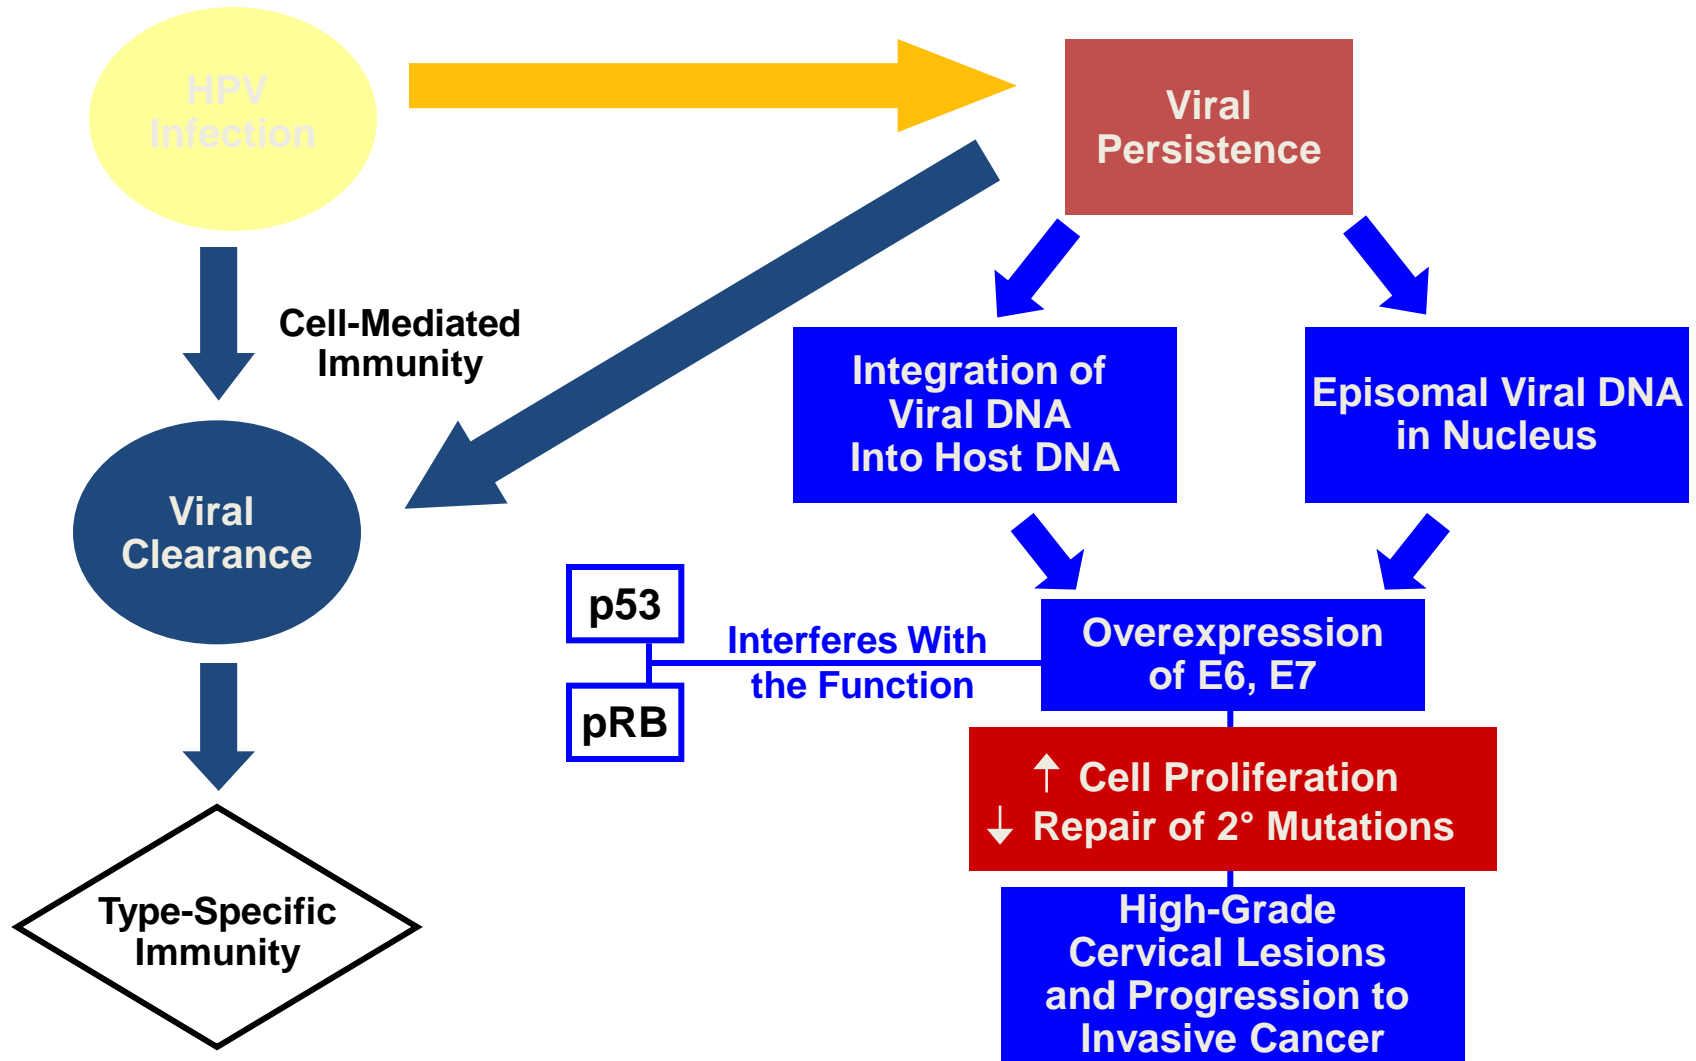 HPV
Infection
Viral
Persistence
Cell-Mediated
Immunity
Integration of
Viral DNA
Into Host DNA
Episomal Viral DNA
in Nucleus
Viral
Clearance
p53
pRB
Interferes With
the Function
Overexpression
of E6, E7
↑ Cell Proliferation
↓ Repair of 2° Mutations
Type-Specific
Immunity
High-Grade
Cervical Lesions
and Progression to
Invasive Cancer